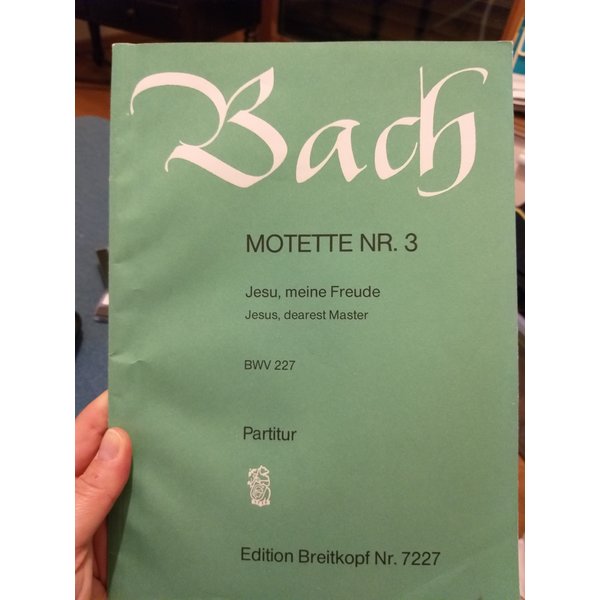 Bach
MOTETTE NR. 3
Jesu, meine Freude
Jesus, dearest Master
BWV 227
Partitur
Edition Breitkopf Nr. 7227